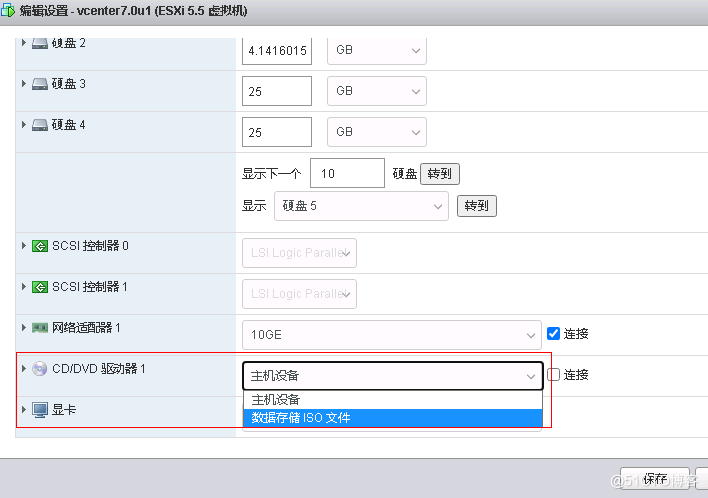 编辑设置 - vcenter7.0u1 (ESXi 5.5 虚拟机)
硬盘 2 4.1416015 GB
硬盘 3 25 GB
硬盘 4 25 GB
显示下一个 10 硬盘 转到
显示 硬盘 5 转到
SCSI 控制器 0 LSI Logic Parallel
SCSI 控制器 1 LSI Logic Parallel
网络适配器 1 10GE 连接
CD/DVD 驱动器 1 主机设备 连接
主机设备
显卡 数据存储 ISO 文件
保存
@51CTO博客